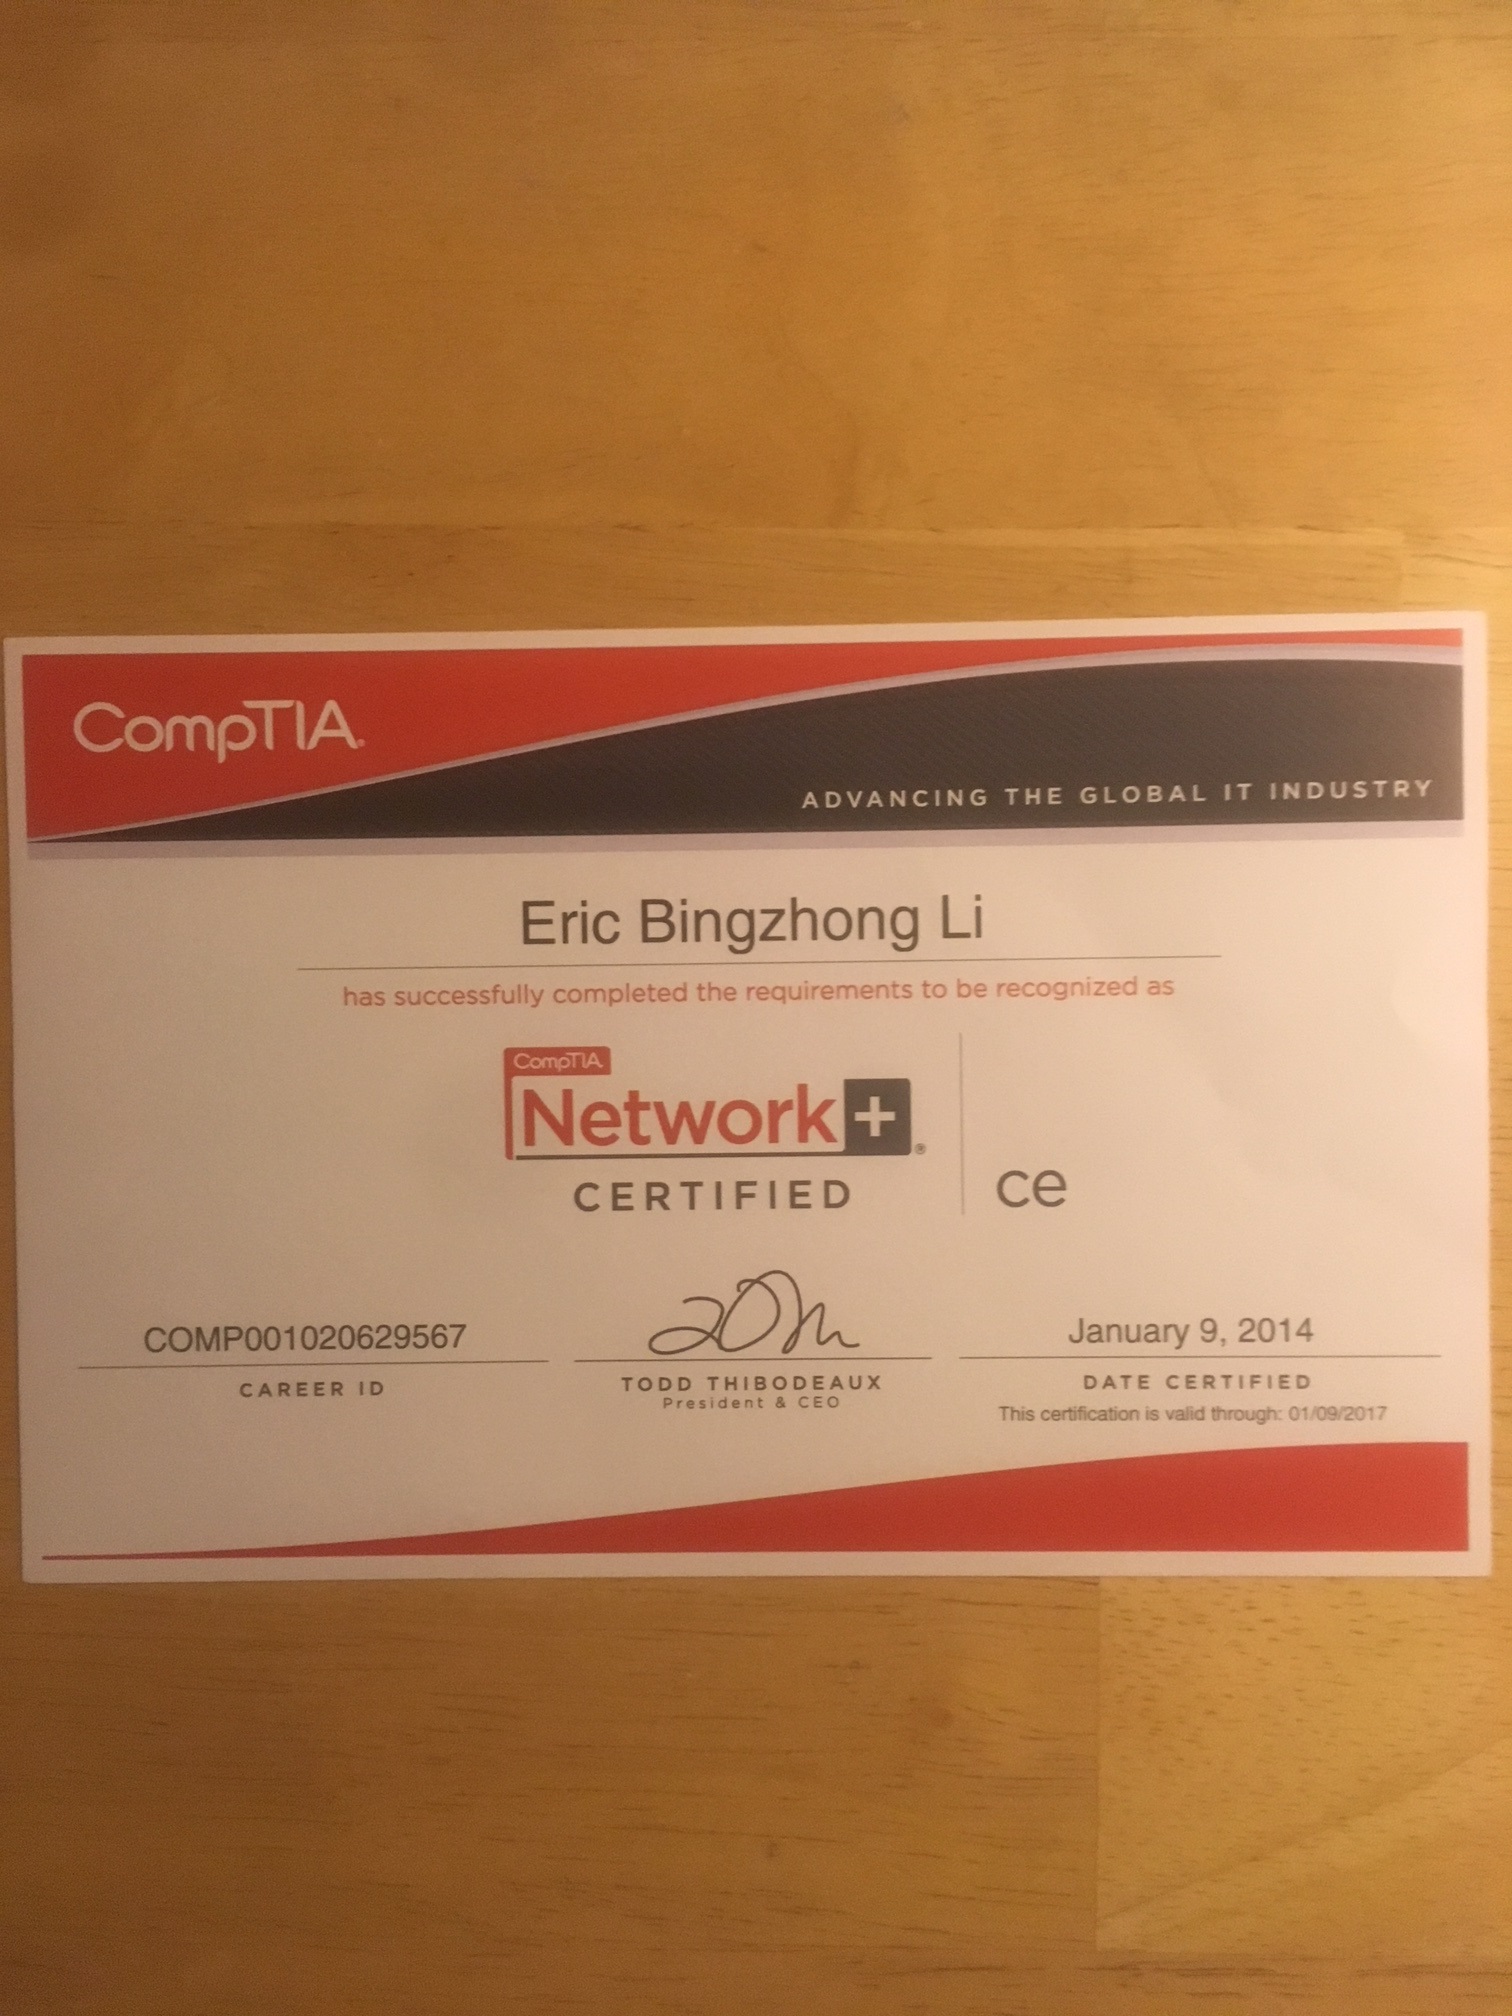 CompTIA.
ADVANCING THE GLOBAL IT INDUSTRY
Eric Bingzhong Li
has successfully completed the requirements to be recognized as
CompTIA
Network+®
CERTIFIED
ce
COMP001020629567
CAREER ID
TODD THIBODEAUX
President & CEO
January 9, 2014
DATE CERTIFIED
This certification is valid through: 01/09/2017